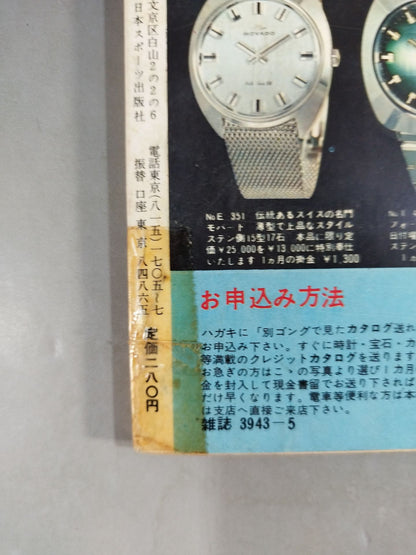 文京区白山2の2の6
日本スポーツ出版社
電話東京(八一五)一七〇五〜七
振替口座東京八四八六五
定価二八〇円
MOVADO
No.E 351 伝統あるスイスの名門
モバード 薄型で上品なスタイル
ステン側15型17石 本品に限り定
価￥25,000を￥13,000に特別奉仕
いたします 1ヵ月の掛金 ￥1,300
No.E
フォ
日付
ステン
お申込み方法
ハガキに「別ゴングで見たカタログ送れ
お申込み下さい。すぐに時計・宝石・カ
等満載のクレジットカタログを送ります
お急ぎの方はこゝの写真より選び1カ月
金を封入して現金書留でお送り下されば
だけ早くなります。電車等便利な方は本
は支店へ直接ご来店下さい。
雑誌 3943—5